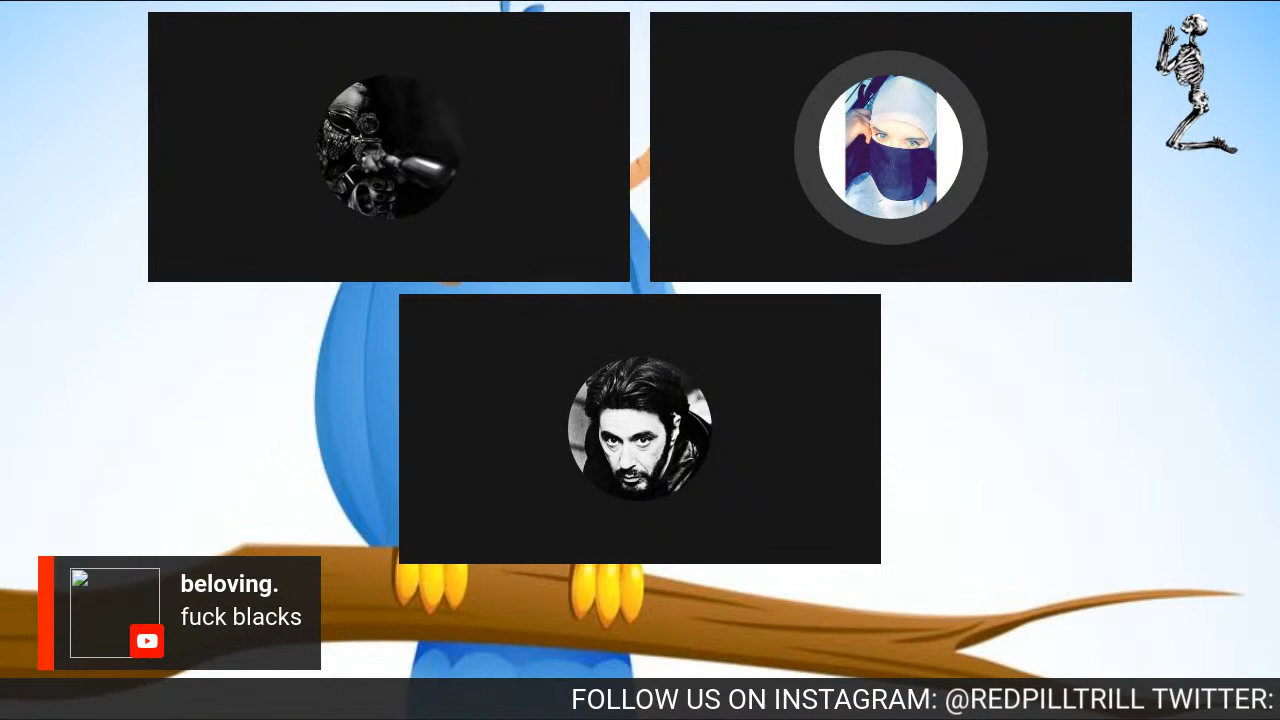 beloving.
fuck blacks
FOLLOW US ON INSTAGRAM: @REDPILLTRILL TWITTER: